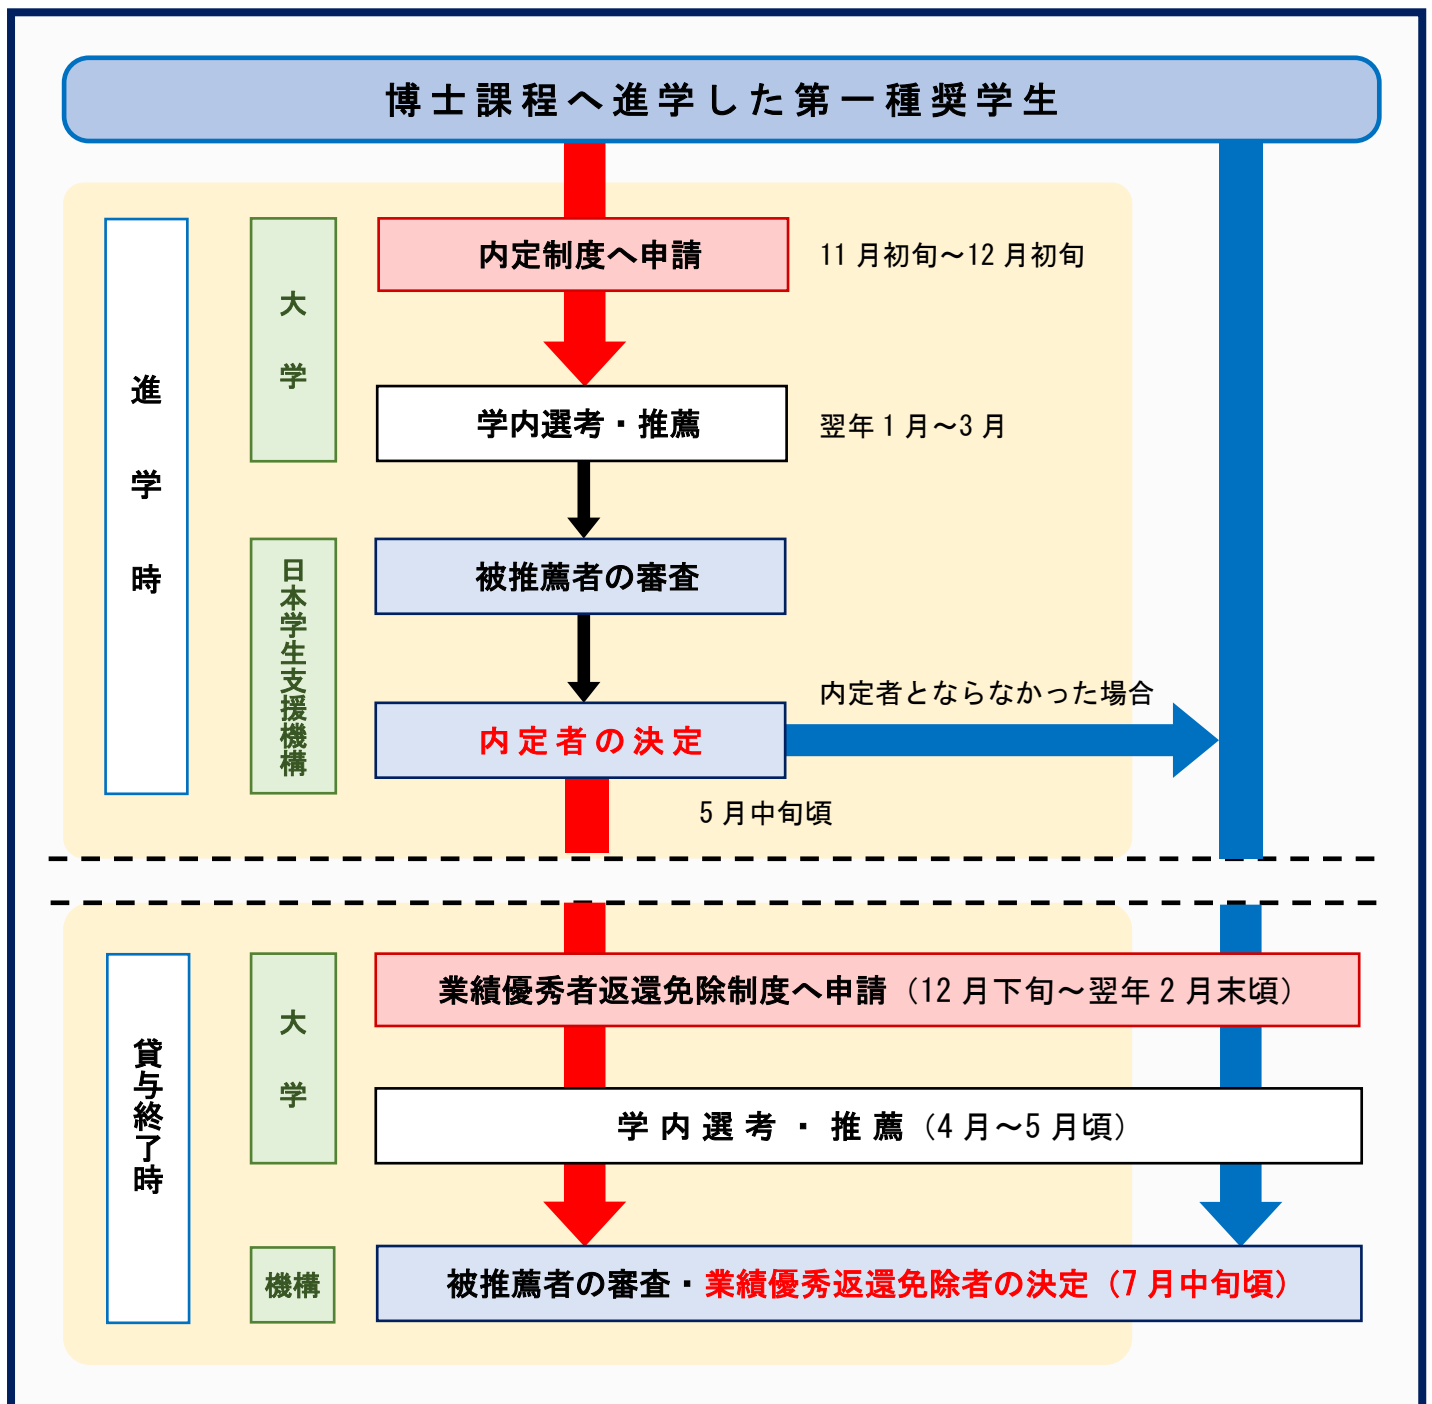 博士課程へ進学した第一種奨学生
進学時
大学
内定制度へ申請
11月初旬～12月初旬
学内選考・推薦
翌年1月～3月
日本学生支援機構
被推薦者の審査
内定者の決定
内定者とならなかった場合
5月中旬頃
貸与終了時
大学
業績優秀者返還免除制度へ申請（12月下旬～翌年2月末頃）
学内選考・推薦（4月～5月頃）
機構
被推薦者の審査・業績優秀返還免除者の決定（7月中旬頃）